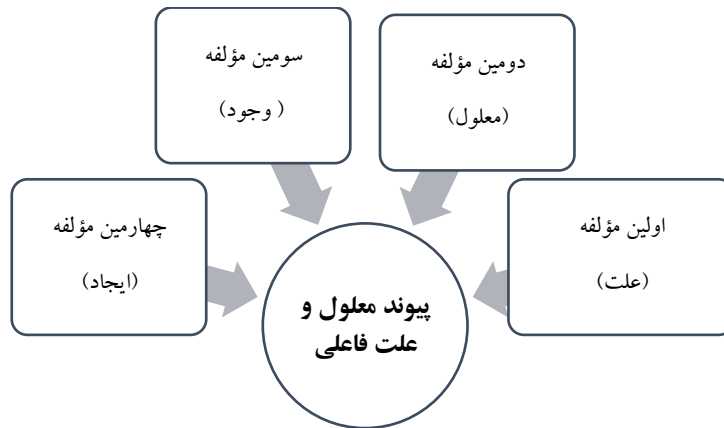 اولین مؤلفه
(علت)
دومین مؤلفه
(معلول)
سومین مؤلفه
( وجود)
چهارمین مؤلفه
(ایجاد)
پیوند معلول و
علت فاعلی